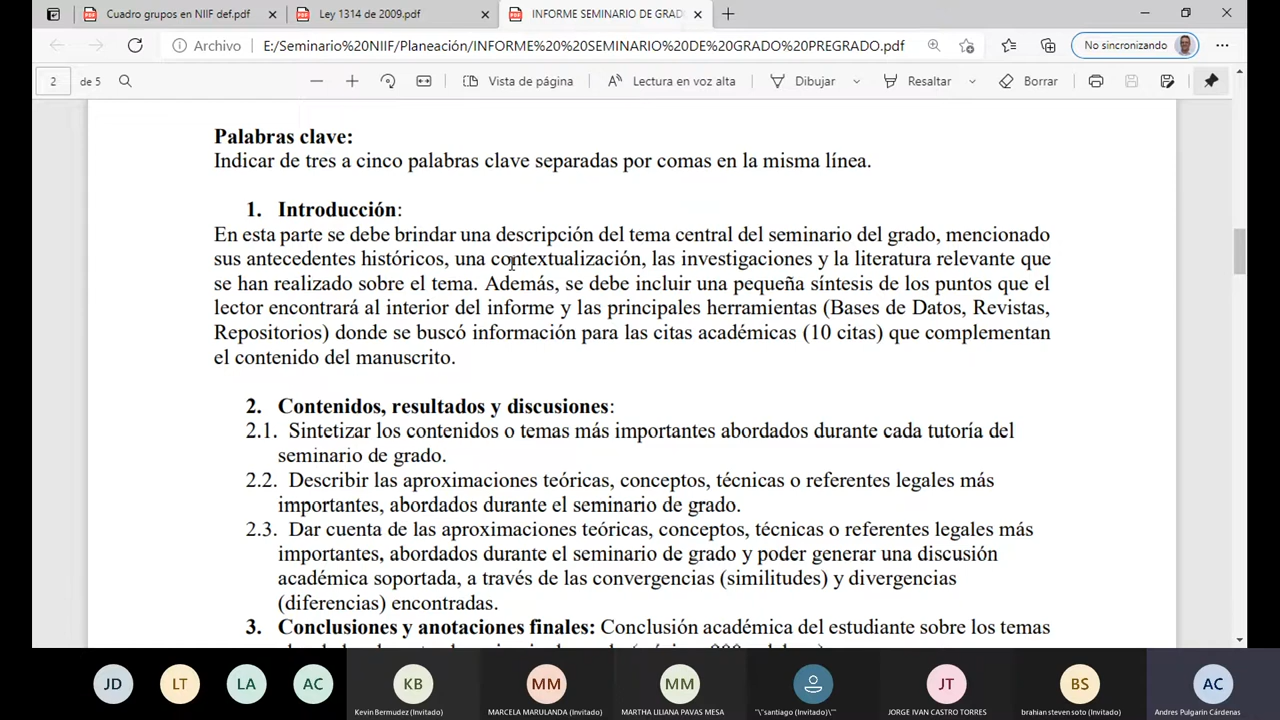 Cuadro grupos en NIIF def.pdf
Ley 1314 de 2009.pdf
INFORME SEMINARIO DE GRAD
Archivo
E:/Seminario%20NIIF/Planeación/INFORME%20%20SEMINARIO%20DE%20GRADO%20PREGRADO.pdf
No sincronizando
2 de 5
Vista de página
Lectura en voz alta
Dibujar
Resaltar
Borrar
Palabras clave:
Indicar de tres a cinco palabras clave separadas por comas en la misma línea.
1. Introducción:
En esta parte se debe brindar una descripción del tema central del seminario del grado, mencionado
sus antecedentes históricos, una contextualización, las investigaciones y la literatura relevante que
se han realizado sobre el tema. Además, se debe incluir una pequeña síntesis de los puntos que el
lector encontrará al interior del informe y las principales herramientas (Bases de Datos, Revistas,
Repositorios) donde se buscó información para las citas académicas (10 citas) que complementan
el contenido del manuscrito.
2. Contenidos, resultados y discusiones:
2.1. Sintetizar los contenidos o temas más importantes abordados durante cada tutoría del
seminario de grado.
2.2. Describir las aproximaciones teóricas, conceptos, técnicas o referentes legales más
importantes, abordados durante el seminario de grado.
2.3. Dar cuenta de las aproximaciones teóricas, conceptos, técnicas o referentes legales más
importantes, abordados durante el seminario de grado y poder generar una discusión
académica soportada, a través de las convergencias (similitudes) y divergencias
(diferencias) encontradas.
3. Conclusiones y anotaciones finales: Conclusión académica del estudiante sobre los temas
JD
LT
LA
AC
KB
MM
MM
JT
BS
AC
Kevin Bermudez (Invitado)
MARCELA MARULANDA (Invitado)
MARTHA LILIANA PAVAS MESA
"\"santiago (Invitado)\""
JORGE IVAN CASTRO TORRES
brahian steven soto (Invitado)
Andres Pulgarin Cárdenas